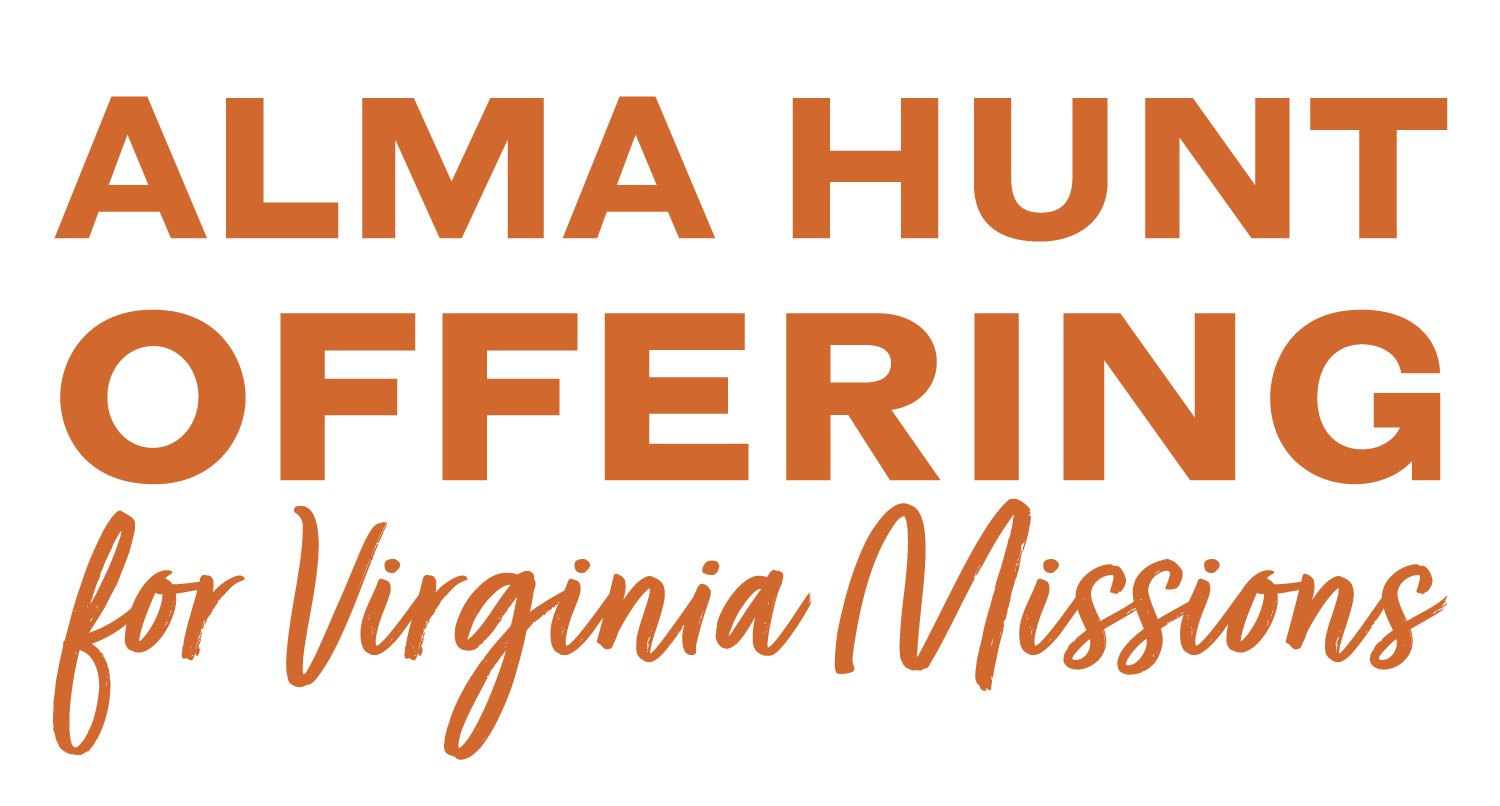 ALMA HUNT
OFFERING
for Virginia Missions